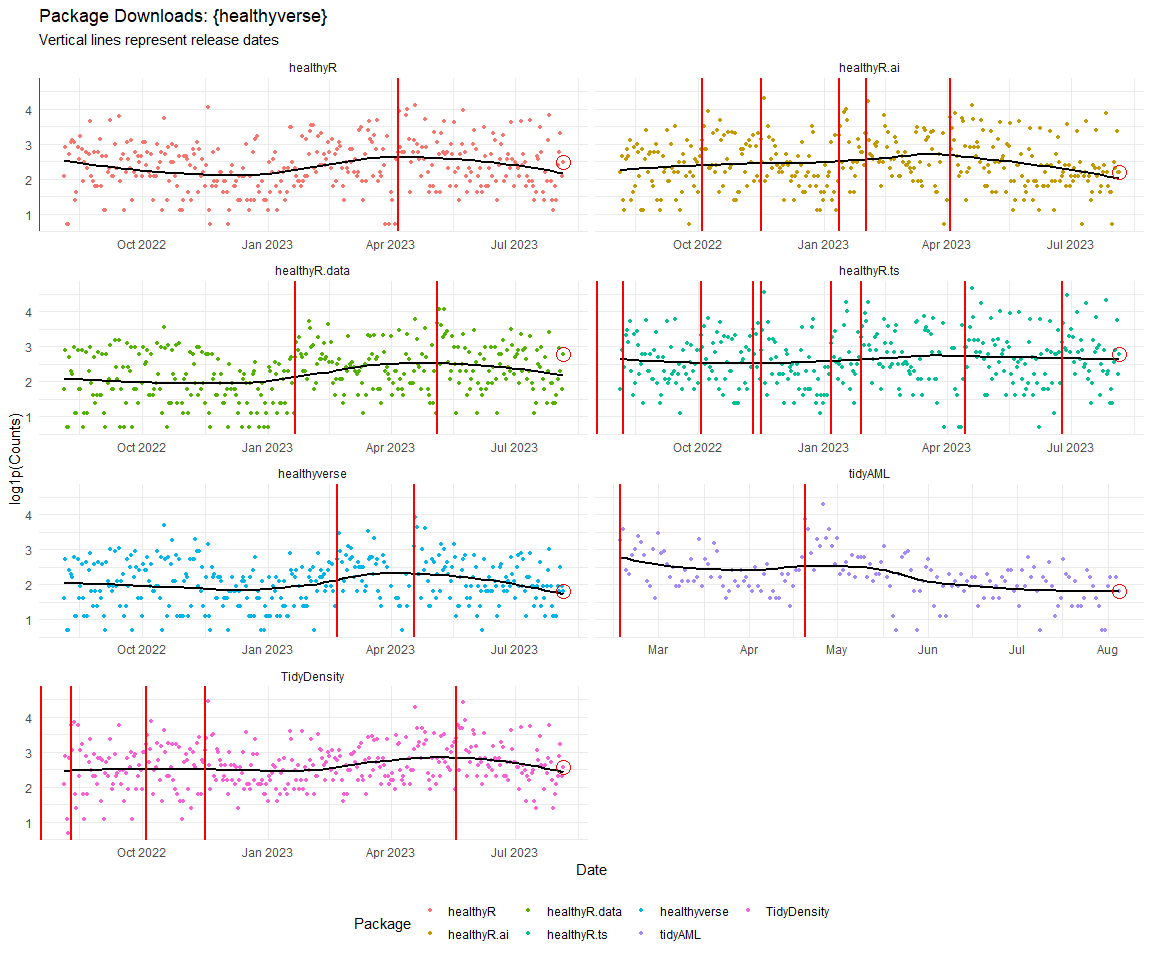 Package Downloads: {healthyverse}
Vertical lines represent release dates
healthyR healthyR.ai
4
3
2
1
Oct 2022 Jan 2023 Apr 2023 Jul 2023 Oct 2022 Jan 2023 Apr 2023 Jul 2023
healthyR.data healthyR.ts
4
3
2
1
Oct 2022 Jan 2023 Apr 2023 Jul 2023 Oct 2022 Jan 2023 Apr 2023 Jul 2023
log1p(Counts)
healthyverse tidyAML
4
3
2
1
Oct 2022 Jan 2023 Apr 2023 Jul 2023 Mar Apr May Jun Jul Aug
TidyDensity
4
3
2
1
Oct 2022 Jan 2023 Apr 2023 Jul 2023
Date
Package
healthyR healthyR.data healthyverse TidyDensity
healthyR.ai healthyR.ts tidyAML